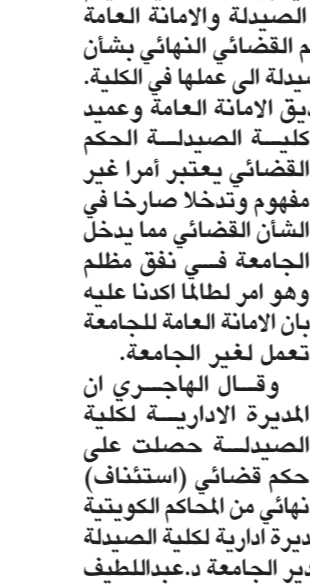 الصيدلة والامانة العامة
م القضائي النهائي بشأن
صيدلة الى عملها في الكلية.
ديق الامانة العامة وعميد
كليـــة الصيدلـــة الحكم
القضائي يعتبر أمرا غير
مفهوم وتدخلا صارخا في
الشأن القضائي مما يدخل
الجامعة فـــي نفق مظلم
وهو امر لطالما اكدنا عليه
بان الامانة العامة للجامعة
تعمل لغير الجامعة.
وقـــال الهاجـــري ان
المديرة الاداريـــة لكلية
الصيدلـــة حصلت على
حكم قضائي (استئناف)
نهائي من المحاكم الكويتية
ديرة ادارية لكلية الصيدلة
دير الجامعة د.عبداللطيف